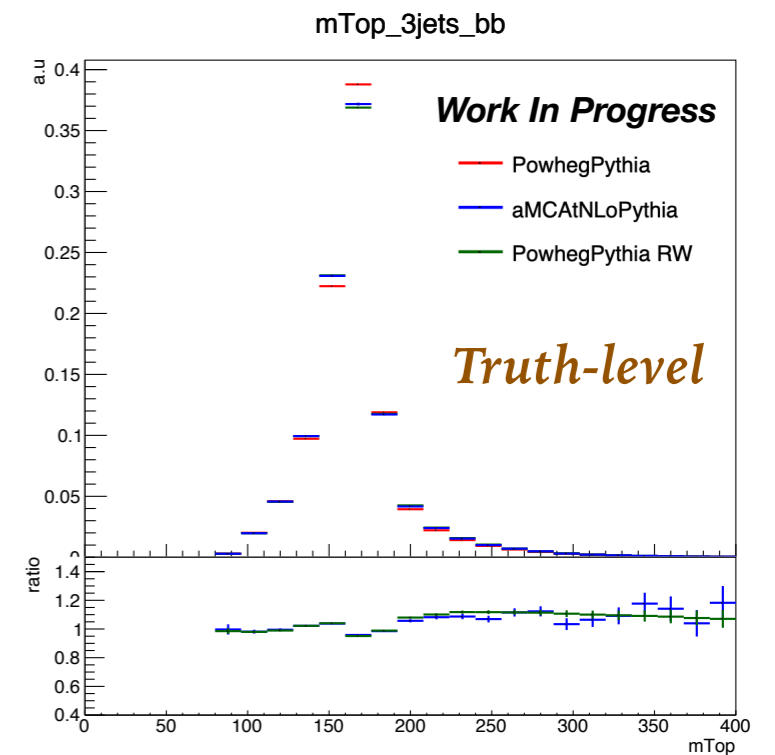 mTop_3jets_bb
a.u
0.4
0.35
0.3
0.25
0.2
0.15
0.1
0.05
0
Work In Progress
PowhegPythia
aMCAtNLoPythia
PowhegPythia RW
Truth-level
ratio
1.4
1.2
1
0.8
0.6
0.4
0 50 100 150 200 250 300 350 400
mTop